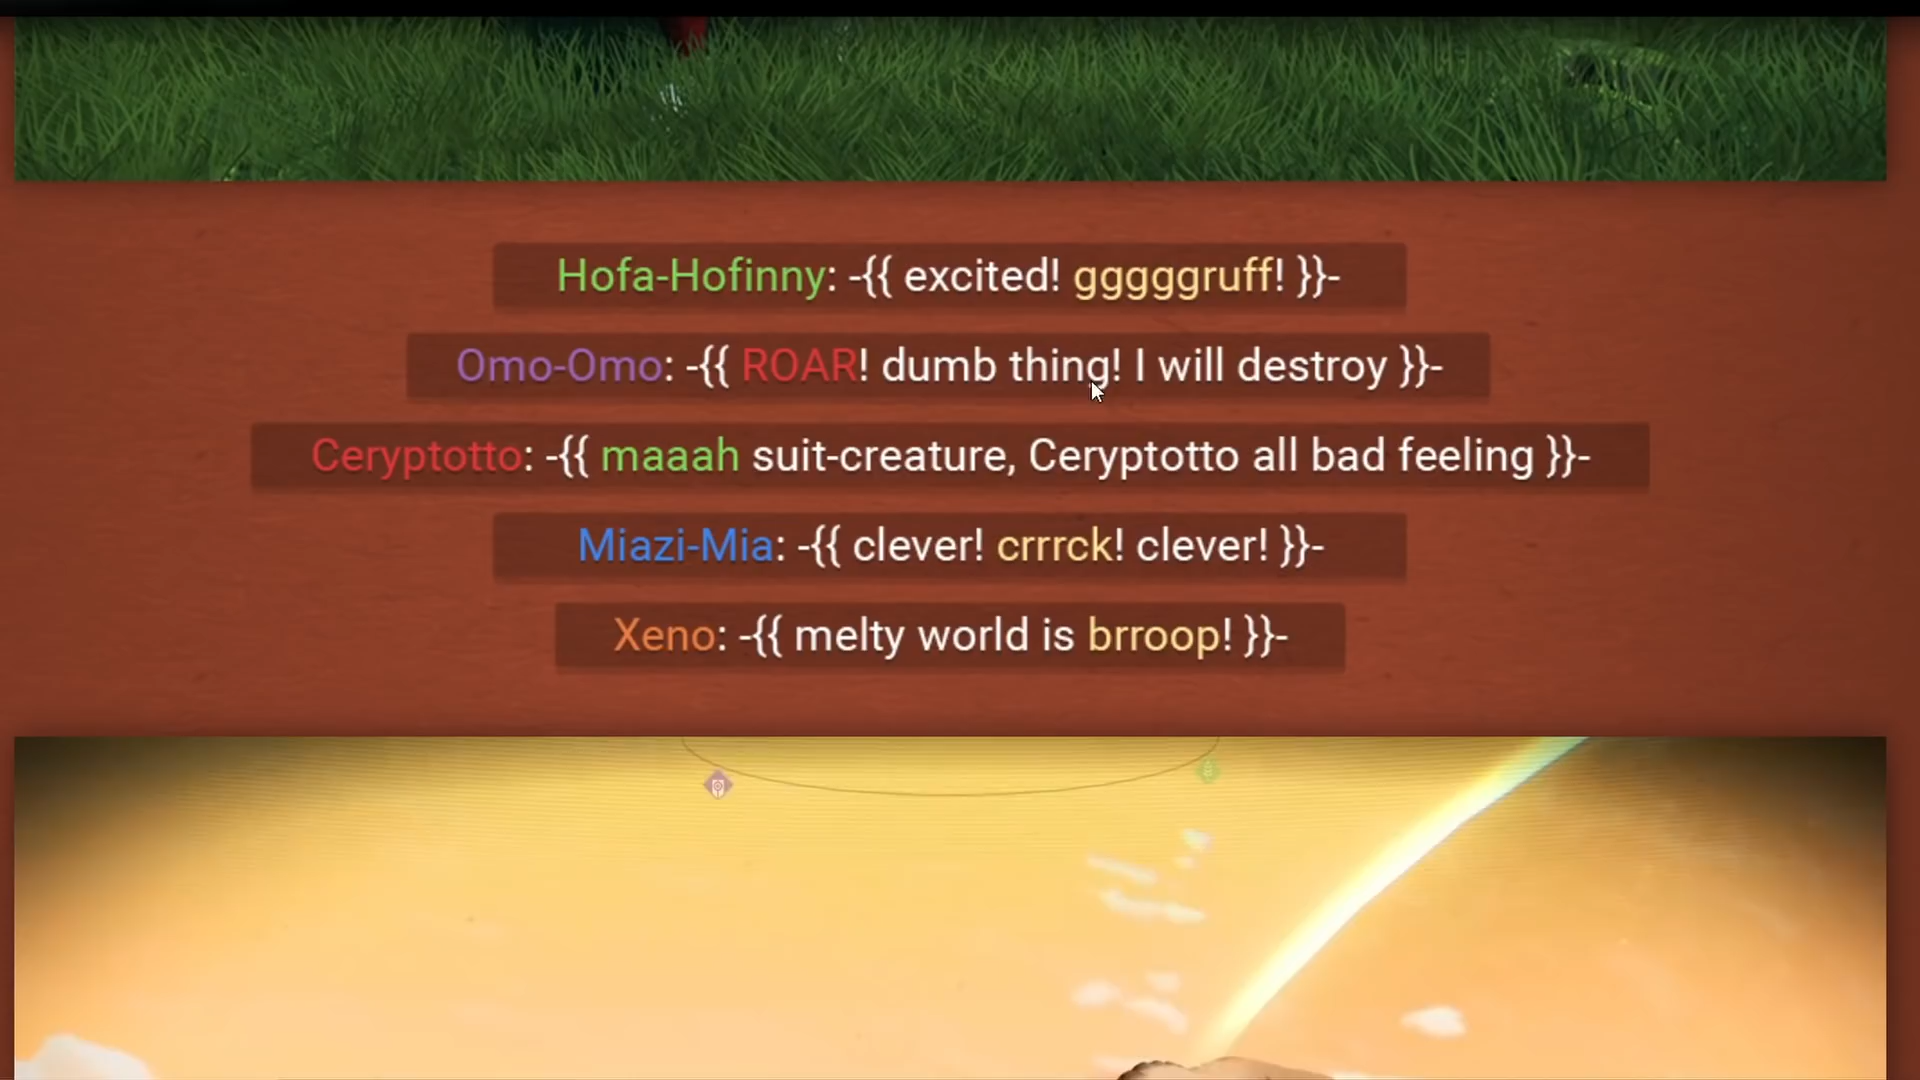 Hofa-Hofinny: -{{ excited! gggggruff! }}-
Omo-Omo: -{{ ROAR! dumb thing! I will destroy }}-
Ceryptotto: -{{ maaah suit-creature, Ceryptotto all bad feeling }}-
Miazi-Mia: -{{ clever! crrrck! clever! }}-
Xeno: -{{ melty world is brroop! }}-